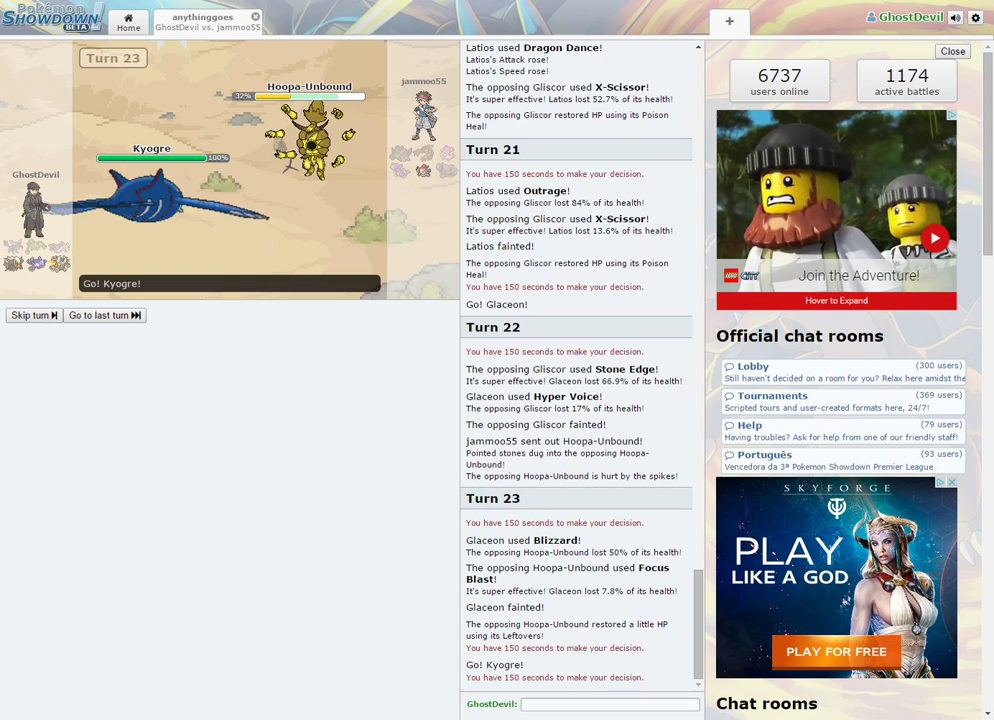 Pokémon
SHOWDOWN!
BETA
Home
anythinggoes
GhostDevil vs. jammoo55
+
GhostDevil
Turn 23
Hoopa-Unbound
32%
jammoo55
Kyogre
100%
GhostDevil
Go! Kyogre!
Skip turn
Go to last turn
Latios used Dragon Dance!
Latios's Attack rose!
Latios's Speed rose!
The opposing Gliscor used X-Scissor!
It's super effective! Latios lost 52.7% of its health!
The opposing Gliscor restored HP using its Poison
Heal!
Turn 21
You have 150 seconds to make your decision.
Latios used Outrage!
The opposing Gliscor lost 84% of its health!
The opposing Gliscor used X-Scissor!
It's super effective! Latios lost 13.6% of its health!
Latios fainted!
The opposing Gliscor restored HP using its Poison
Heal!
You have 150 seconds to make your decision.
Go! Glaceon!
Turn 22
You have 150 seconds to make your decision.
The opposing Gliscor used Stone Edge!
It's super effective! Glaceon lost 66.9% of its health!
Glaceon used Hyper Voice!
The opposing Gliscor lost 17% of its health!
The opposing Gliscor fainted!
jammoo55 sent out Hoopa-Unbound!
Pointed stones dug into the opposing Hoopa-
Unbound!
The opposing Hoopa-Unbound is hurt by the spikes!
Turn 23
You have 150 seconds to make your decision.
Glaceon used Blizzard!
The opposing Hoopa-Unbound lost 50% of its health!
The opposing Hoopa-Unbound used Focus
Blast!
It's super effective! Glaceon lost 7.8% of its health!
Glaceon fainted!
The opposing Hoopa-Unbound restored a little HP
using its Leftovers!
You have 150 seconds to make your decision.
Go! Kyogre!
You have 150 seconds to make your decision.
GhostDevil:
Close
6737
users online
1174
active battles
LEGO
CITY
Join the Adventure!
Hover to Expand
Official chat rooms
Lobby
(300 users)
Still haven't decided on a room for you? Relax here amidst the
Tournaments
(369 users)
Scripted tours and user-created formats here, 24/7!
Help
(79 users)
Having troubles? Ask for help from one of our friendly staff!
Português
(93 users)
Vencedora da 3ª Pokemon Showdown Premier League
SKYFORGE
PLAY
LIKE A GOD
PLAY FOR FREE
Chat rooms